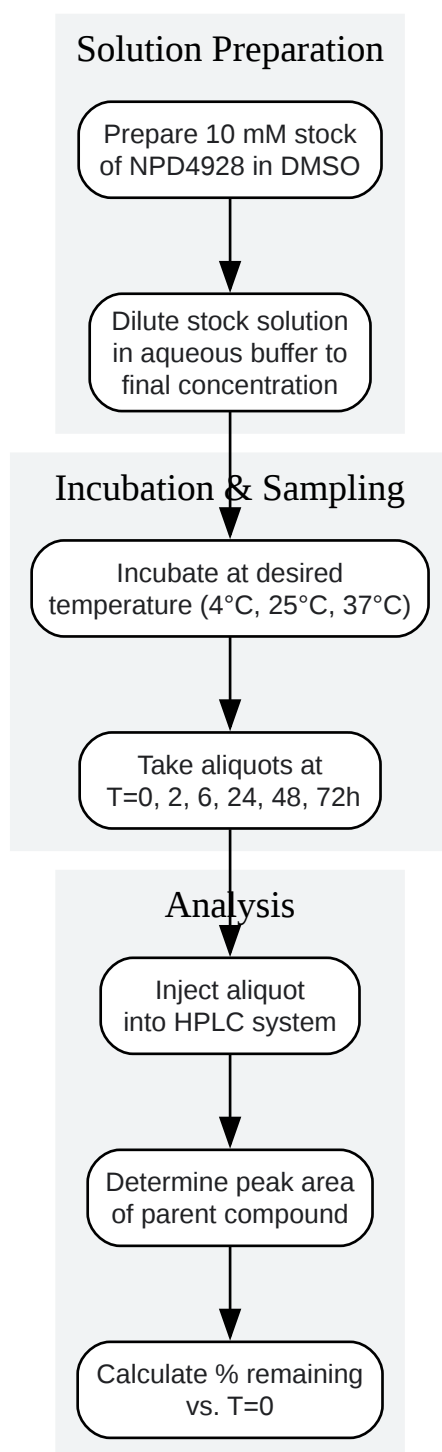 Solution Preparation
Prepare 10 mM stock
of NPD4928 in DMSO
Dilute stock solution
in aqueous buffer to
final concentration
Incubation & Sampling
Incubate at desired
temperature (4°C, 25°C, 37°C)
Take aliquots at
T=0, 2, 6, 24, 48, 72h
Analysis
Inject aliquot
into HPLC system
Determine peak area
of parent compound
Calculate % remaining
vs. T=0